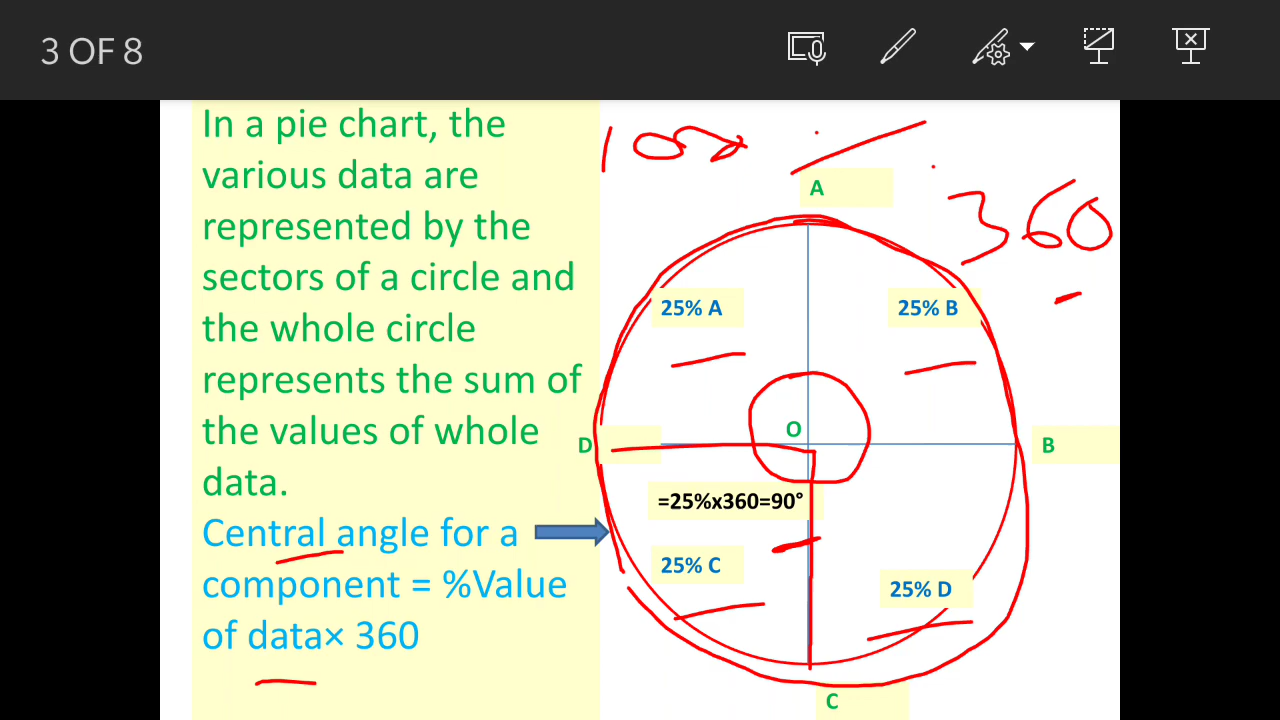 3 OF 8
In a pie chart, the
various data are
represented by the
sectors of a circle and
the whole circle
represents the sum of
the values of whole
data.
Central angle for a
component = %Value
of data× 360
360
A
25% A
25% B
O
D
B
=25%x360=90°
25% C
25% D
C